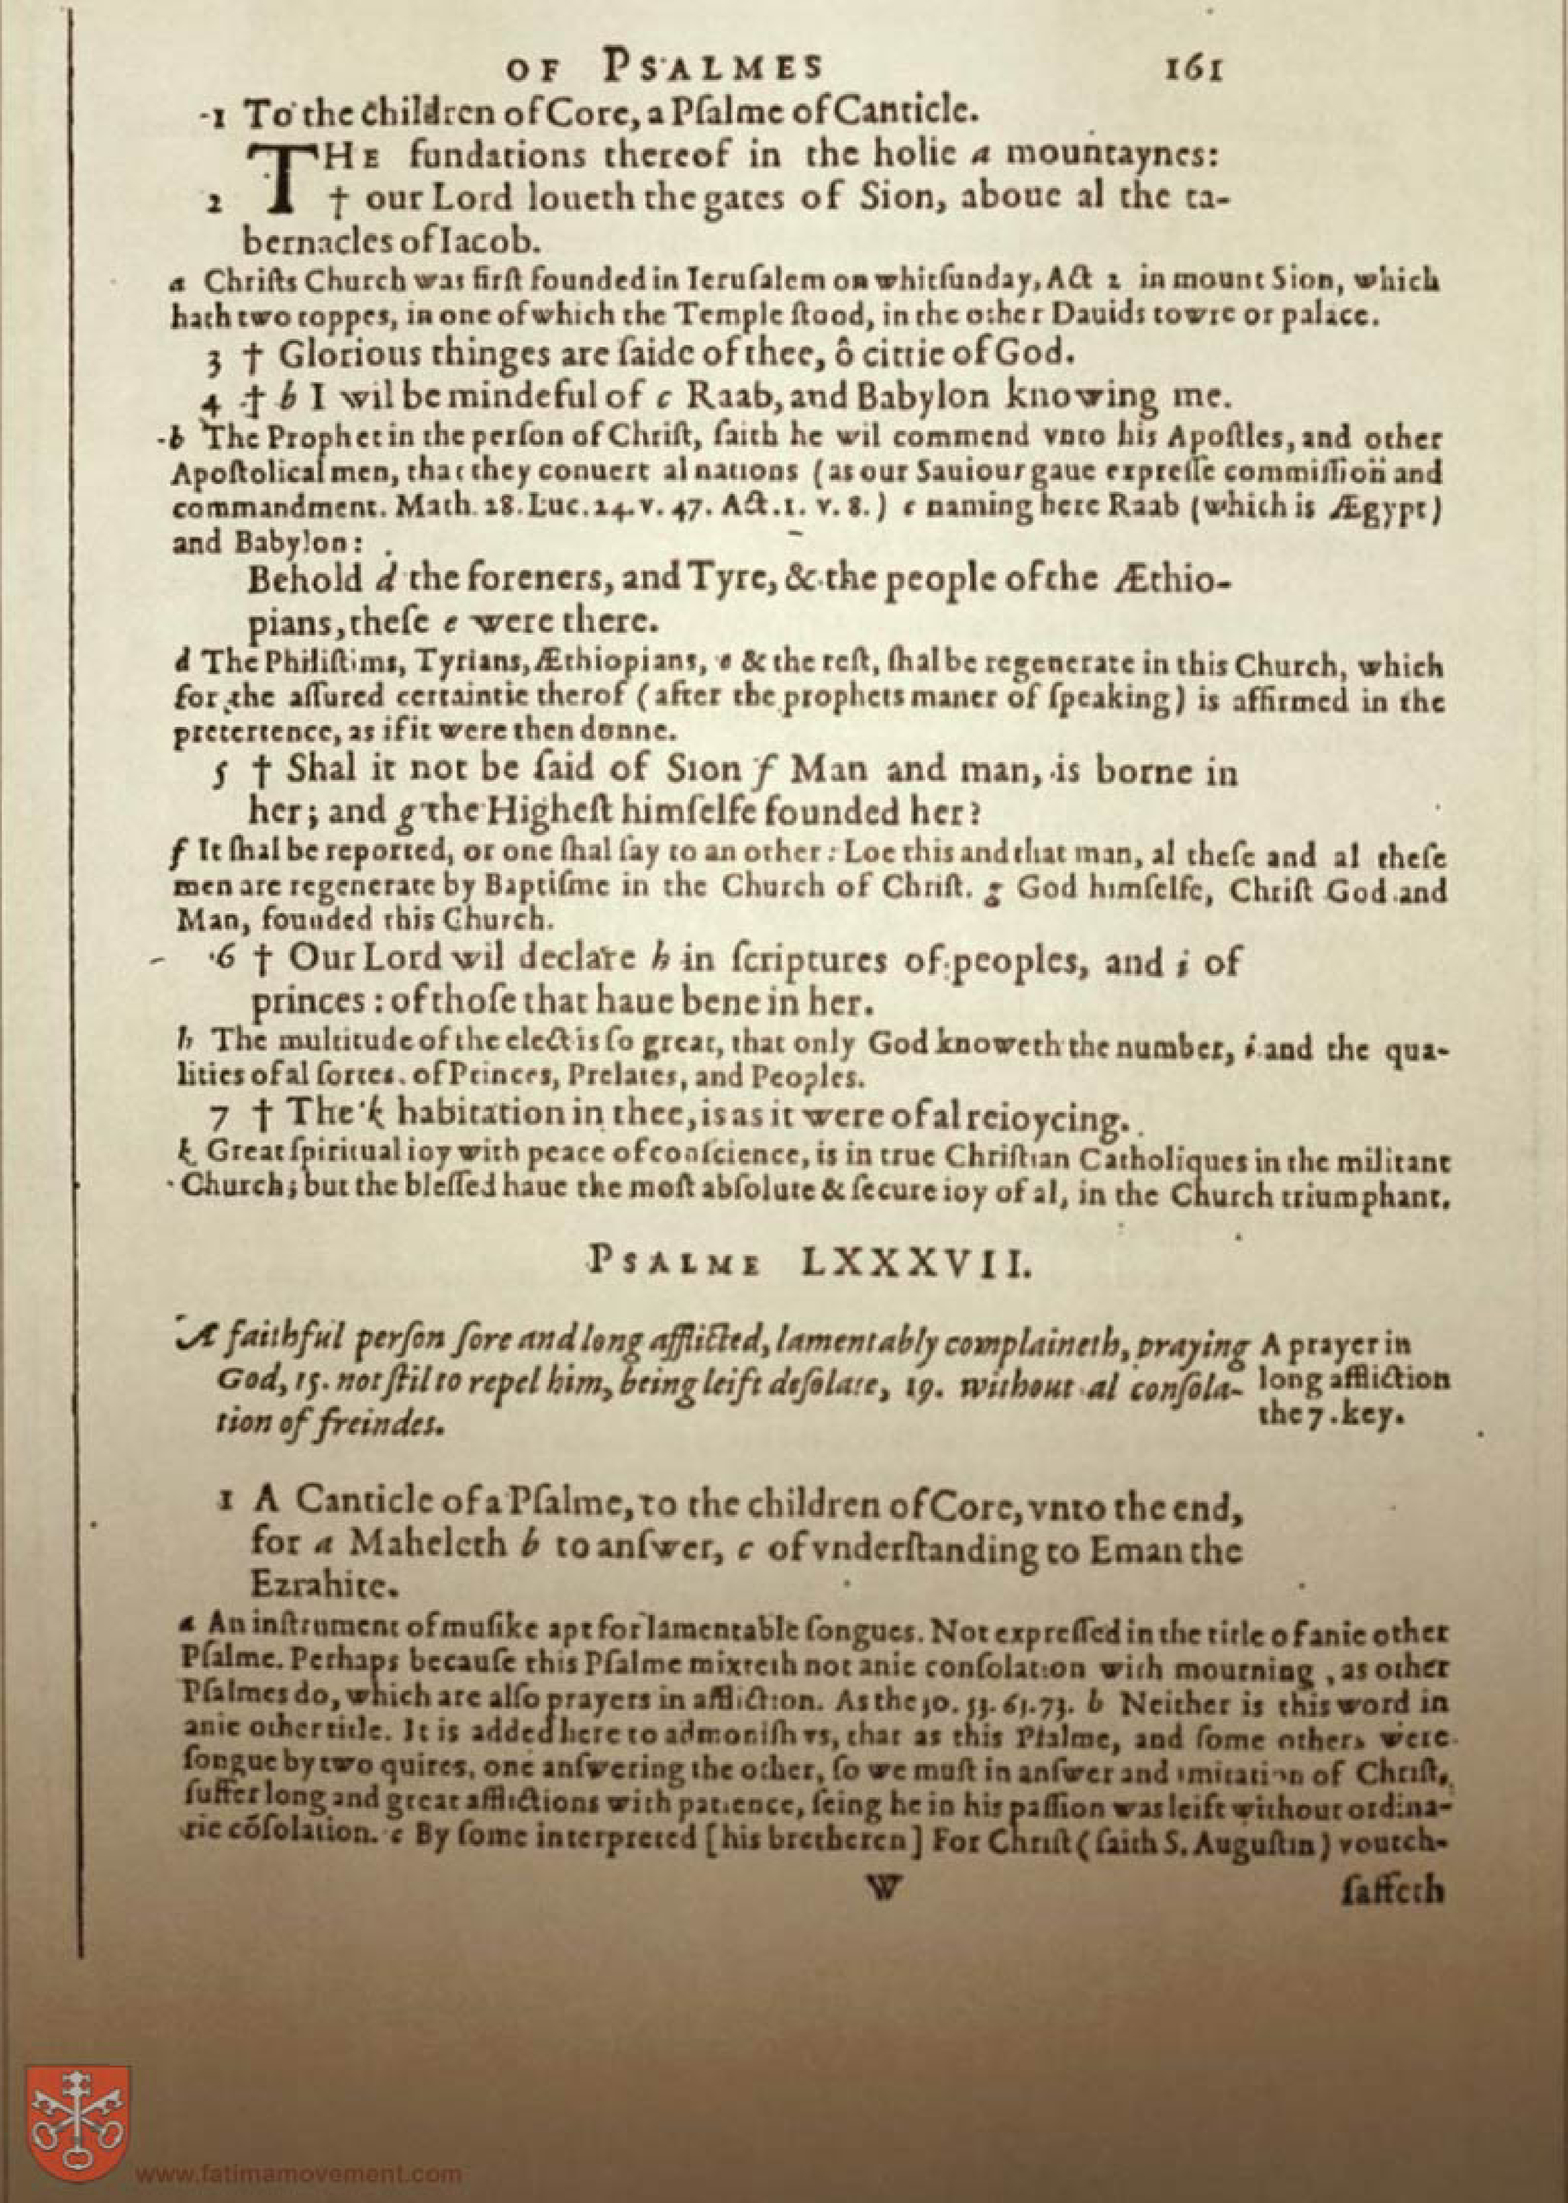 OF PSALMES 161
1 To the children of Core, a Pſalme of Canticle.
THE fundations thereof in the holie a mountaynes:
2 † our Lord loueth the gates of Sion, aboue al the ta-
bernacles of Iacob.
a Chriſts Church was firſt founded in Ieruſalem on whitſunday, Act 2 in mount Sion, which
hath two toppes, in one of which the Temple ſtood, in the other Dauids towre or palace.
3 † Glorious thinges are ſaide of thee, ô cittie of God.
4 † b I wil be mindeful of c Raab, and Babylon knowing me.
b The Prophet in the perſon of Chriſt, ſaith he wil commend vnto his Apoſtles, and other
Apoſtolical men, that they conuert al nations (as our Sauiour gaue expreſſe commiſſion and
commandment. Math. 28. Luc. 24. v. 47. Act. 1. v. 8.) c naming here Raab (which is Ægypt)
and Babylon:
Behold d the foreners, and Tyre, & the people of the Æthio-
pians, theſe e were there.
d The Philiſtims, Tyrians, Æthiopians, e & the reſt, ſhal be regenerate in this Church, which
for the aſſured certaintie therof (after the prophets maner of ſpeaking) is affirmed in the
pretertence, as if it were then donne.
5 † Shal it not be ſaid of Sion f Man and man, is borne in
her; and g the Higheſt himſelfe founded her?
f It ſhal be reported, or one ſhal ſay to an other: Loe this and that man, al theſe and al theſe
men are regenerate by Baptiſme in the Church of Chriſt. g God himſelfe, Chriſt God and
Man, founded this Church.
6 † Our Lord wil declare h in ſcriptures of peoples, and i of
princes: of thoſe that haue bene in her.
h The multitude of the elect is ſo great, that only God knoweth the number, i and the qua-
lities of al ſortes. of Princes, Prelates, and Peoples.
7 † The k habitation in thee, is as it were of al reioycing.
k Great ſpiritual ioy with peace of conſcience, is in true Chriſtian Catholiques in the militant
Church; but the bleſſed haue the moſt abſolute & ſecure ioy of al, in the Church triumphant.
PSALME LXXXVII.
A faithful perſon ſore and long afflicted, lamentably complaineth, praying
God, 15. not ſtil to repel him, being leift deſolate, 19. without al conſola-
tion of freindes.
A prayer in
long affliction
the 7. key.
1 A Canticle of a Pſalme, to the children of Core, vnto the end,
for a Maheleth b to anſwer, c of vnderſtanding to Eman the
Ezrahite.
a An inſtrument of muſike apt for lamentable ſongues. Not expreſſed in the title of anie other
Pſalme. Perhaps becauſe this Pſalme mixteth not anie conſolation with mourning, as other
Pſalmes do, which are alſo prayers in affliction. As the 30. 53. 61. 73. b Neither is this word in
anie other title. It is added here to admoniſh vs, that as this Pſalme, and ſome others were
ſongue by two quires, one anſwering the other, ſo we muſt in anſwer and imitation of Chriſt,
ſuffer long and great afflictions with patience, ſeing he in his paſſion was leift without ordina-
rie cõſolation. c By ſome interpreted [his bretheren] For Chriſt (ſaith S. Auguſtin) voutch-
W ſaffeth
www.fatimamovement.com